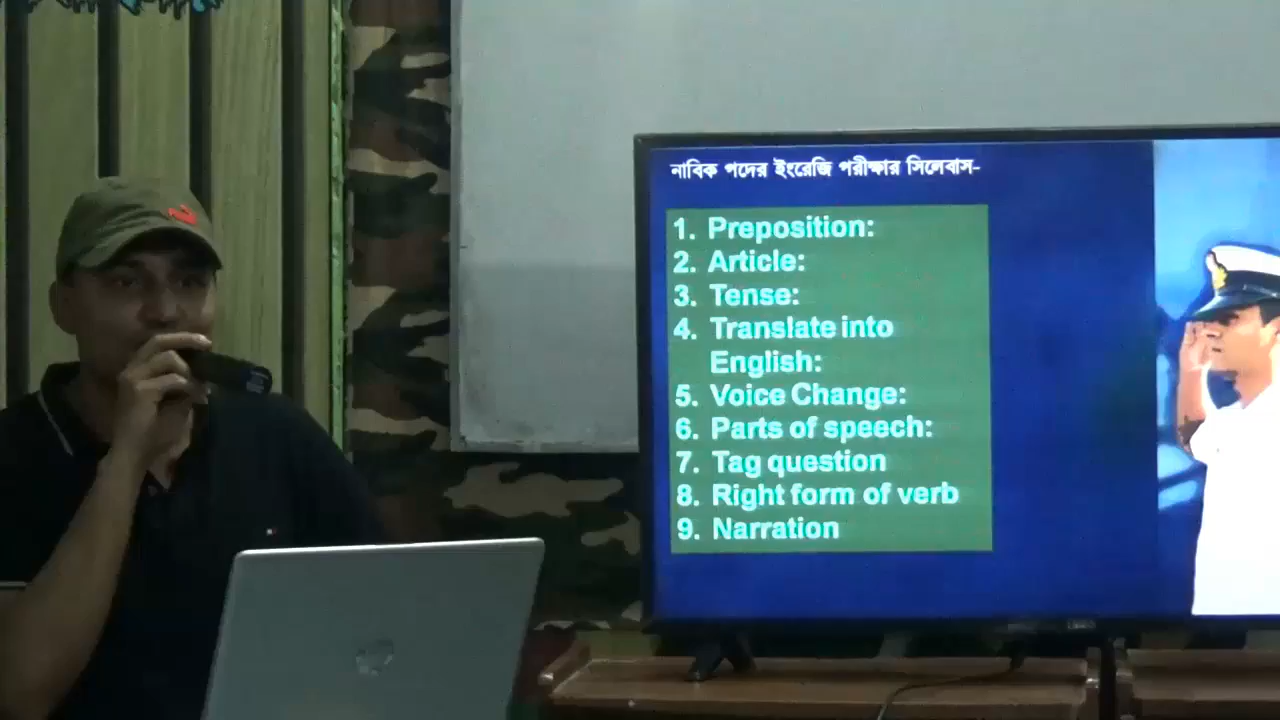 নাবিক পদের ইংরেজি পরীক্ষার সিলেবাস-
1. Preposition:
2. Article:
3. Tense:
4. Translate into
English:
5. Voice Change:
6. Parts of speech:
7. Tag question
8. Right form of verb
9. Narration